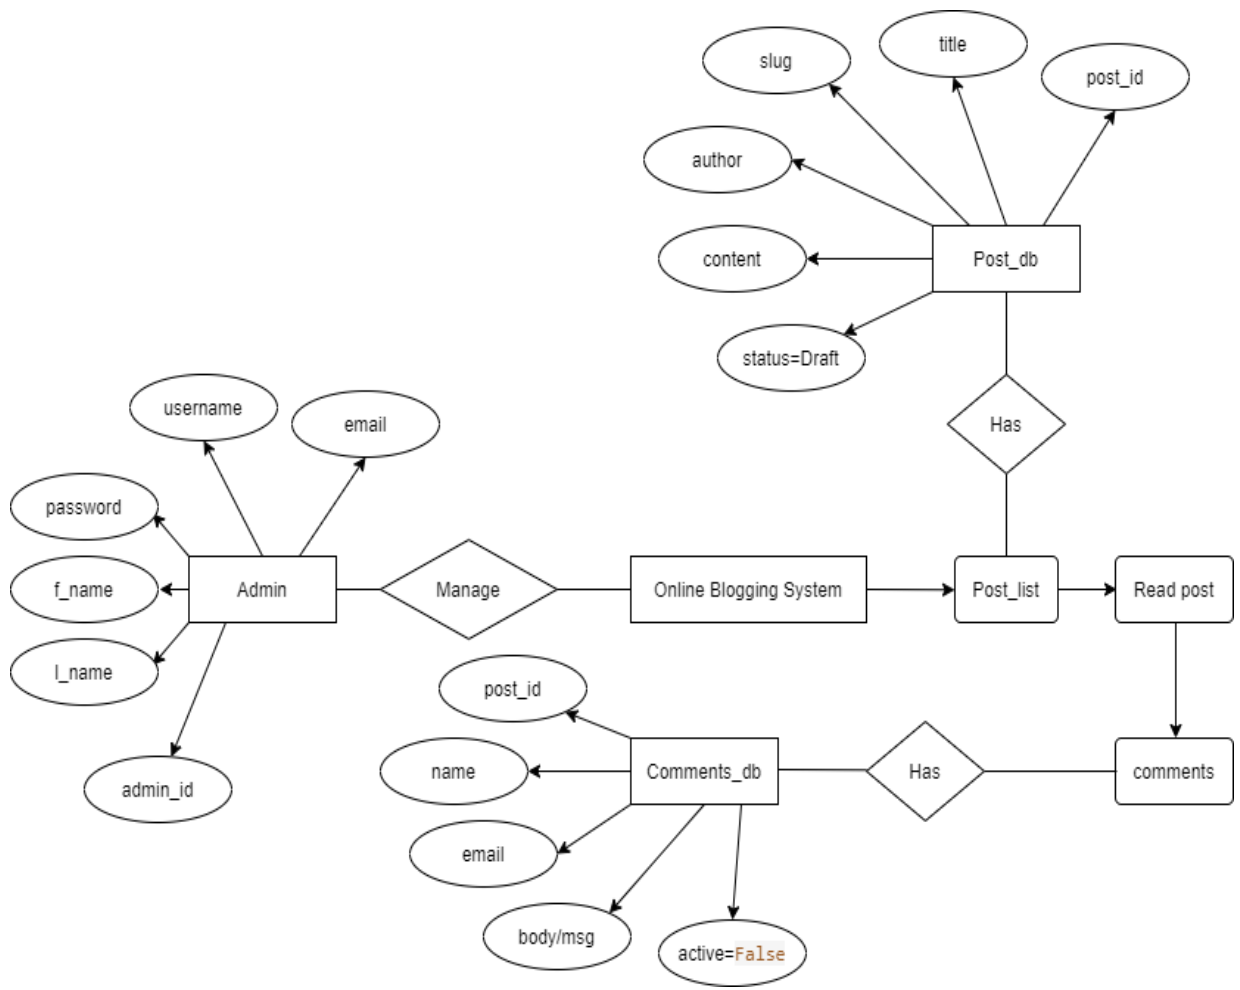 title
slug
post_id
author
content
Post_db
status=Draft
username
email
Has
password
f_name
Admin
Manage
Online Blogging System
Post_list
Read post
l_name
post_id
admin_id
name
Comments_db
Has
comments
email
body/msg
active=False